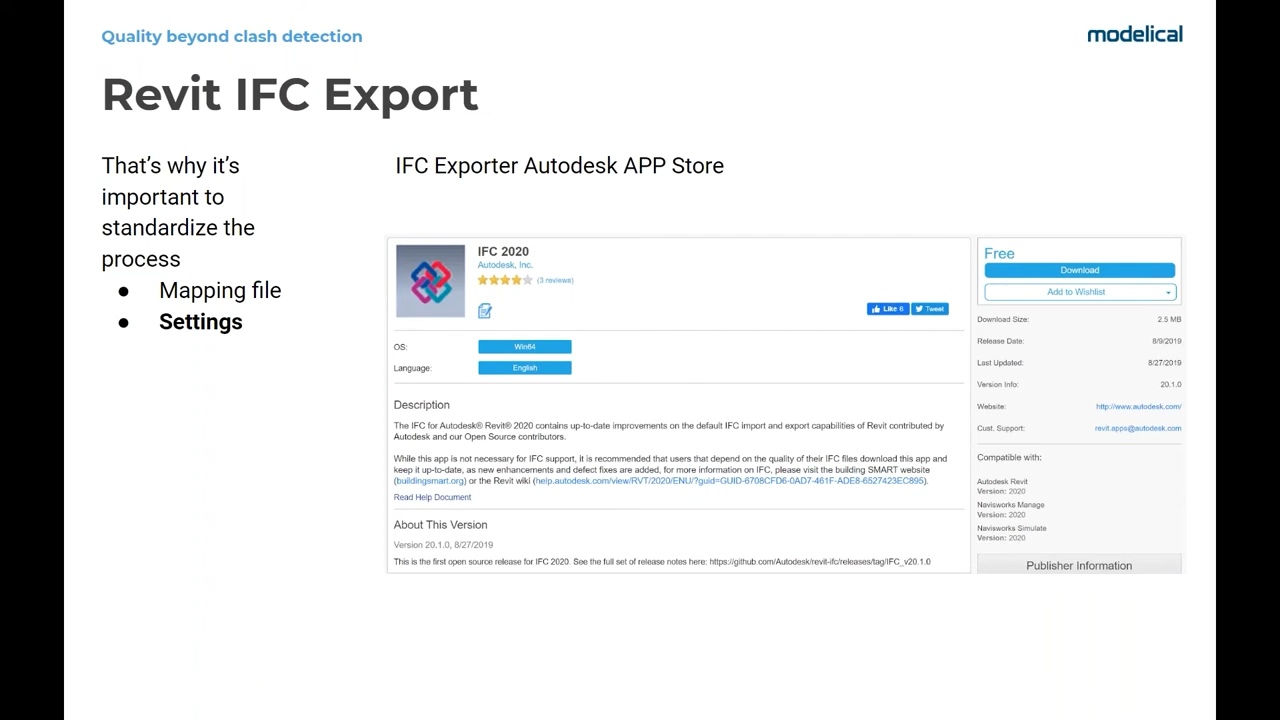 Quality beyond clash detection
modelical
Revit IFC Export
That's why it's
important to
standardize the
process
● Mapping file
● Settings
IFC Exporter Autodesk APP Store
IFC 2020
Autodesk, Inc.
(3 reviews)
Like 6
Tweet
OS:
Win64
Language:
English
Description
The IFC for Autodesk® Revit® 2020 contains up-to-date improvements on the default IFC import and export capabilities of Revit contributed by
Autodesk and our Open Source contributors.
While this app is not necessary for IFC support, it is recommended that users that depend on the quality of their IFC files download this app and
keep it up-to-date, as new enhancements and defect fixes are added, for more information on IFC, please visit the building SMART website
(buildingsmart.org) or the Revit wiki (help.autodesk.com/view/RVT/2020/ENU/?guid=GUID-6708CFD6-0AD7-461F-ADE8-6527423EC895).
Read Help Document
About This Version
Version 20.1.0, 8/27/2019
This is the first open source release for IFC 2020. See the full set of release notes here: https://github.com/Autodesk/revit-ifc/releases/tag/IFC_v20.1.0
Free
Download
Add to Wishlist
Download Size: 2.5 MB
Release Date: 8/9/2019
Last Updated: 8/27/2019
Version Info: 20.1.0
Website: http://www.autodesk.com/
Cust. Support: revit.apps@autodesk.com
Compatible with:
Autodesk Revit
Version: 2020
Navisworks Manage
Version: 2020
Navisworks Simulate
Version: 2020
Publisher Information